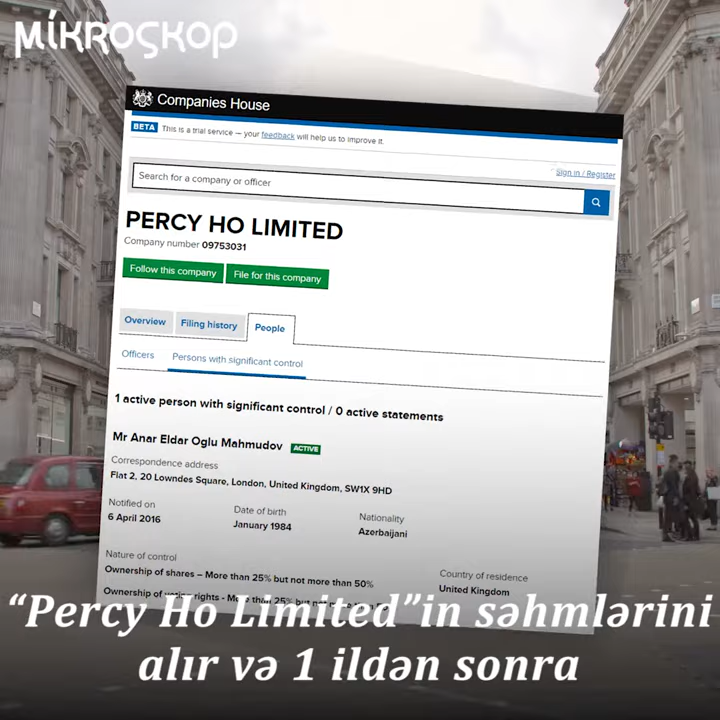 MİKROSKOP
Companies House
BETA This is a trial service — your feedback will help us to improve it.
Sign in / Register
Search for a company or officer
PERCY HO LIMITED
Company number 09753031
Follow this company File for this company
Overview Filing history People
Officers Persons with significant control
1 active person with significant control / 0 active statements
Mr Anar Eldar Oglu Mahmudov ACTIVE
Correspondence address
Flat 2, 20 Lowndes Square, London, United Kingdom, SW1X 9HD
Notified on Date of birth Nationality
6 April 2016 January 1984 Azerbaijani
Nature of control Country of residence
Ownership of shares – More than 25% but not more than 50% United Kingdom
Ownership of voting rights - More than 25% but not
“Percy Ho Limited”in səhmlərini
alır və 1 ildən sonra